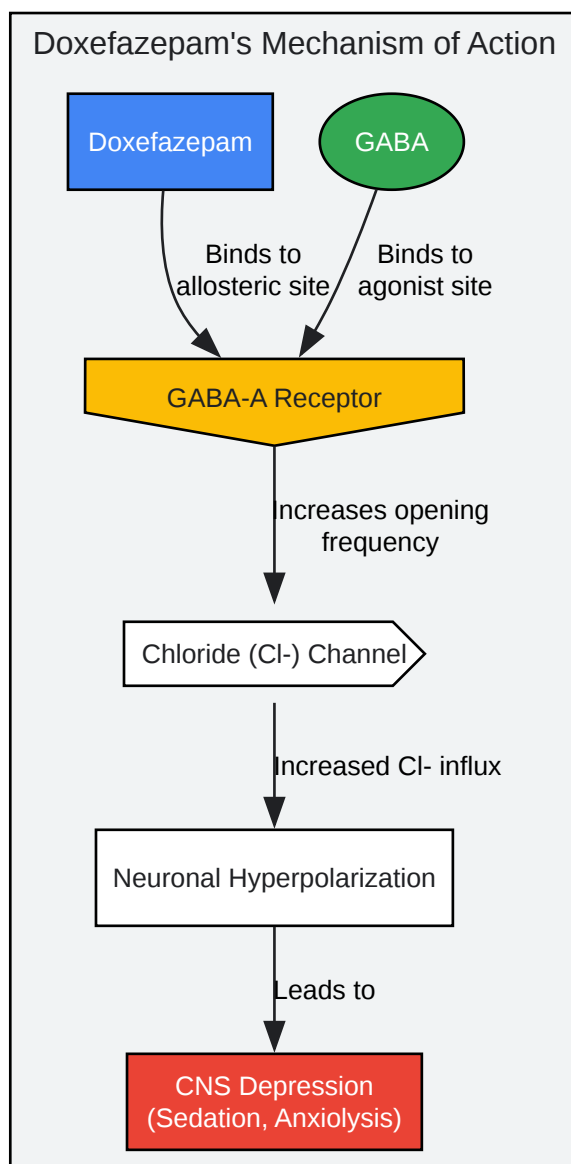 Doxefazepam's Mechanism of Action
Doxefazepam
GABA
Binds to
allosteric site
Binds to
agonist site
GABA-A Receptor
Increases opening
frequency
Chloride (Cl-) Channel
Increased Cl- influx
Neuronal Hyperpolarization
Leads to
CNS Depression
(Sedation, Anxiolysis)